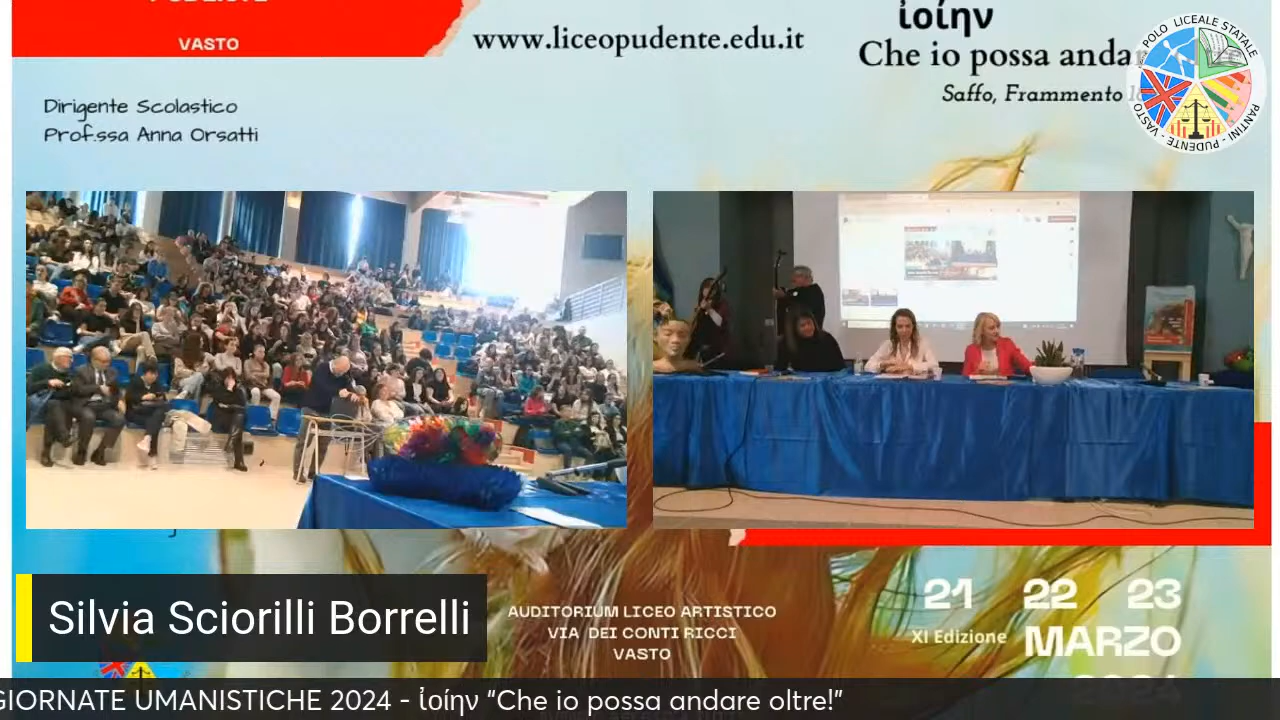 VASTO
www.liceopudente.edu.it
ἰοίην
Che io possa andar
Saffo, Frammento
POLO LICEALE STATALE
PANTINI - PUDENTE - VASTO
Dirigente Scolastico
Prof.ssa Anna Orsatti
Silvia Sciorilli Borrelli
AUDITORIUM LICEO ARTISTICO
VIA DEI CONTI RICCI
VASTO
21 22 23
XI Edizione MARZO
2024
GIORNATE UMANISTICHE 2024 - ἰοίην “Che io possa andare oltre!”